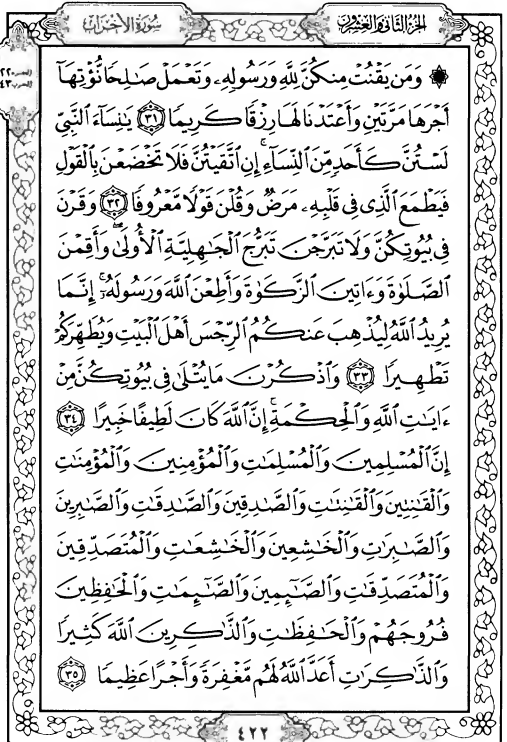 الجزء الثاني والعشرون
سورة الأحزاب
۞ وَمَن يَقْنُتْ مِنكُنَّ لِلَّهِ وَرَسُولِهِۦ وَتَعْمَلْ صَٰلِحًا نُّؤْتِهَآ
أَجْرَهَا مَرَّتَيْنِ وَأَعْتَدْنَا لَهَا رِزْقًا كَرِيمًا ٣١ يَٰنِسَآءَ ٱلنَّبِيِّ
لَسْتُنَّ كَأَحَدٍ مِّنَ ٱلنِّسَآءِ ۚ إِنِ ٱتَّقَيْتُنَّ فَلَا تَخْضَعْنَ بِٱلْقَوْلِ
فَيَطْمَعَ ٱلَّذِى فِى قَلْبِهِۦ مَرَضٌ وَقُلْنَ قَوْلًا مَّعْرُوفًا ٣٢ وَقَرْنَ
فِى بُيُوتِكُنَّ وَلَا تَبَرَّجْنَ تَبَرُّجَ ٱلْجَٰهِلِيَّةِ ٱلْأُولَىٰ ۖ وَأَقِمْنَ
ٱلصَّلَوٰةَ وَءَاتِينَ ٱلزَّكَوٰةَ وَأَطِعْنَ ٱللَّهَ وَرَسُولَهُۥٓ ۚ إِنَّمَا
يُرِيدُ ٱللَّهُ لِيُذْهِبَ عَنكُمُ ٱلرِّجْسَ أَهْلَ ٱلْبَيْتِ وَيُطَهِّرَكُمْ
تَطْهِيرًا ٣٣ وَٱذْكُرْنَ مَا يُتْلَىٰ فِى بُيُوتِكُنَّ مِنْ
ءَايَٰتِ ٱللَّهِ وَٱلْحِكْمَةِ ۚ إِنَّ ٱللَّهَ كَانَ لَطِيفًا خَبِيرًا ٣٤
إِنَّ ٱلْمُسْلِمِينَ وَٱلْمُسْلِمَٰتِ وَٱلْمُؤْمِنِينَ وَٱلْمُؤْمِنَٰتِ
وَٱلْقَٰنِتِينَ وَٱلْقَٰنِتَٰتِ وَٱلصَّٰدِقِينَ وَٱلصَّٰدِقَٰتِ وَٱلصَّٰبِرِينَ
وَٱلصَّٰبِرَٰتِ وَٱلْخَٰشِعِينَ وَٱلْخَٰشِعَٰتِ وَٱلْمُتَصَدِّقِينَ
وَٱلْمُتَصَدِّقَٰتِ وَٱلصَّٰٓئِمِينَ وَٱلصَّٰٓئِمَٰتِ وَٱلْحَٰفِظِينَ
فُرُوجَهُمْ وَٱلْحَٰفِظَٰتِ وَٱلذَّٰكِرِينَ ٱللَّهَ كَثِيرًا
وَٱلذَّٰكِرَٰتِ أَعَدَّ ٱللَّهُ لَهُم مَّغْفِرَةً وَأَجْرًا عَظِيمًا ٣٥
٤٢٢